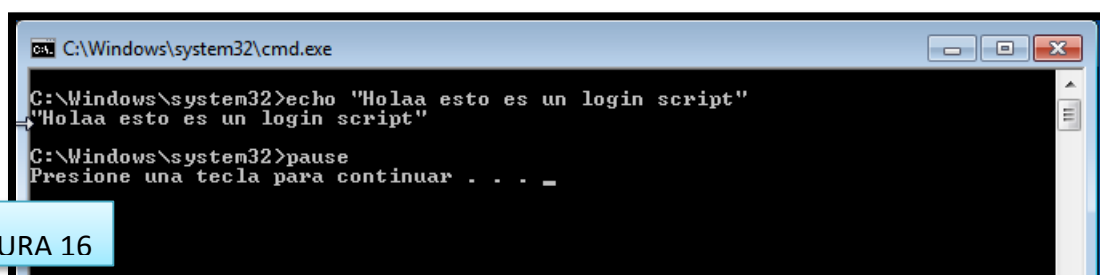 C:\Windows\system32\cmd.exe
C:\Windows\system32>echo "Holaa esto es un login script"
"Holaa esto es un login script"
C:\Windows\system32>pause
Presione una tecla para continuar . . . _
URA 16